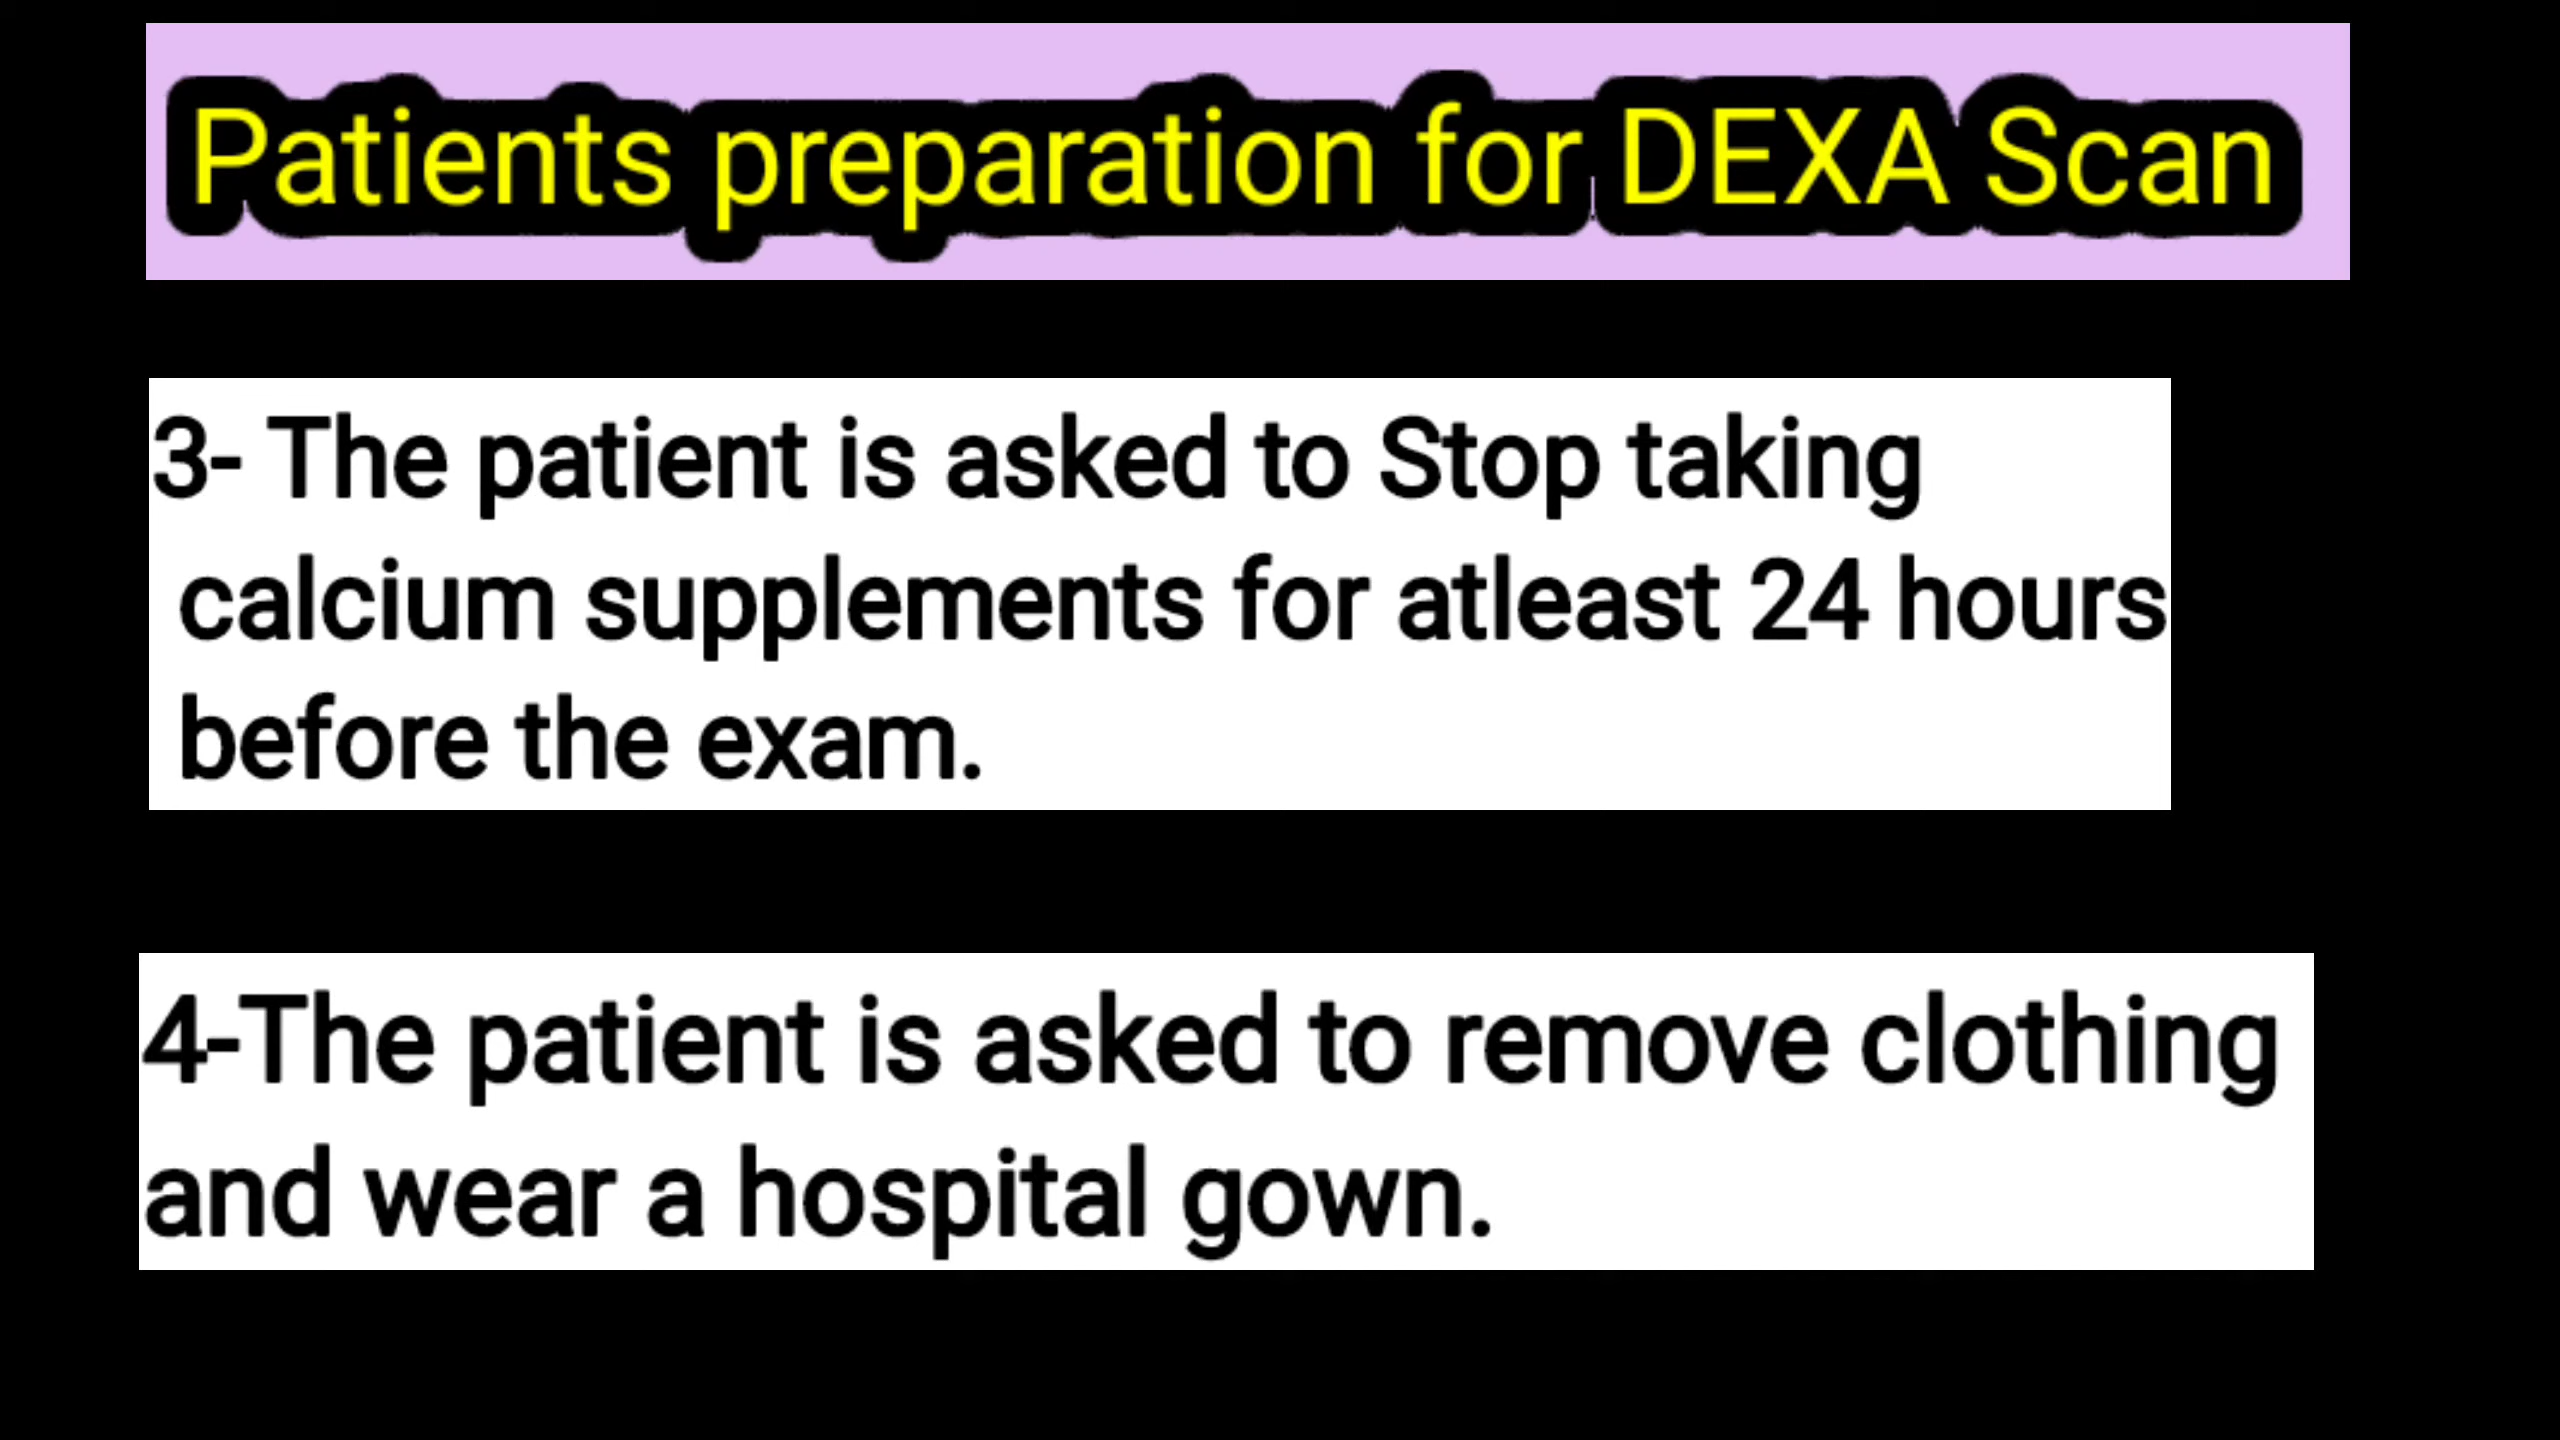 Patients preparation for DEXA Scan
3- The patient is asked to Stop taking
calcium supplements for atleast 24 hours
before the exam.
4-The patient is asked to remove clothing
and wear a hospital gown.